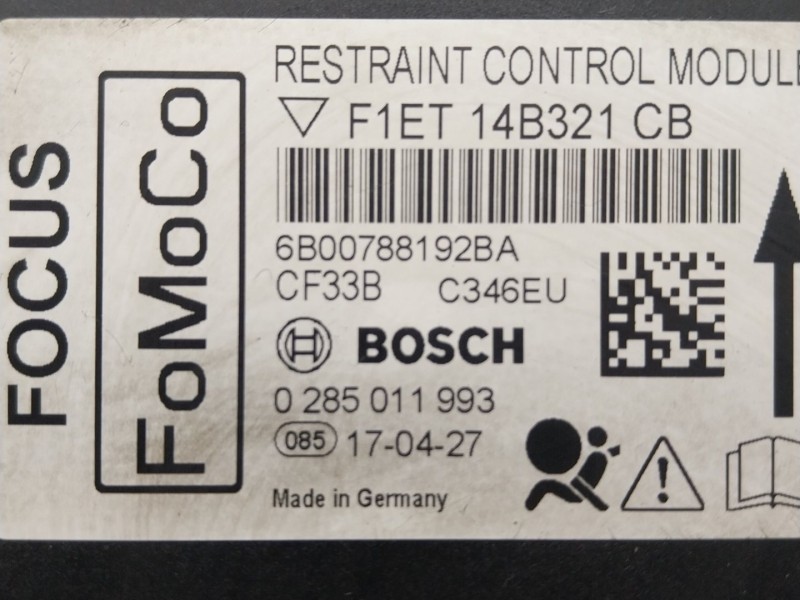 FOCUS
FoMoCo
RESTRAINT CONTROL MODULE
F1ET 14B321 CB
6B00788192BA
CF33B C346EU
BOSCH
0 285 011 993
085 17-04-27
Made in Germany